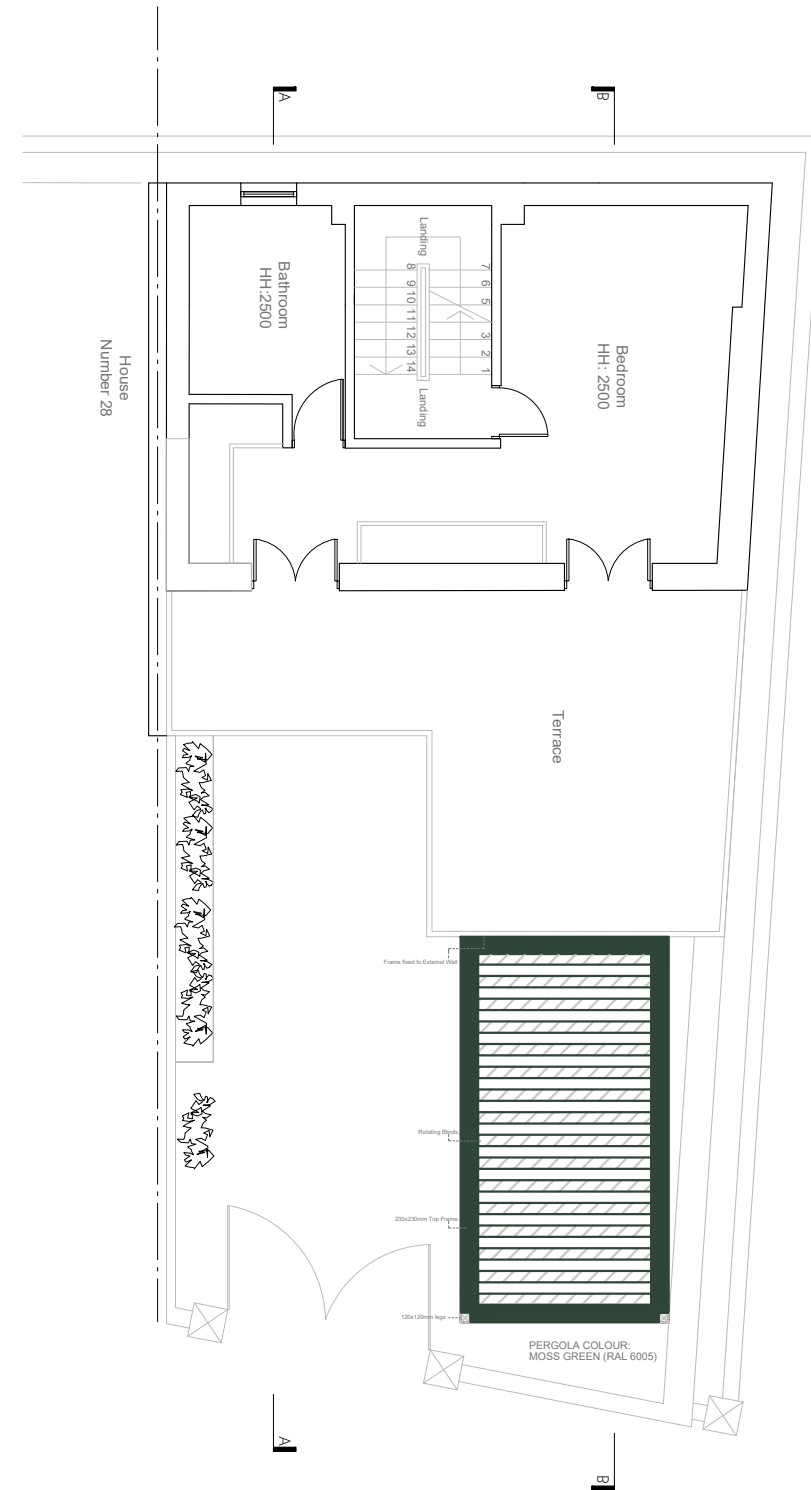 A
B
Landing
8
9
10
11
12
13
14
7
6
5
3
2
1
Landing
Bathroom
HH:2500
Bedroom
HH: 2500
House
Number 28
Terrace
Frame fixed to External Wall
Rotating Blinds
230x230mm Top Frame
120x120mm legs
PERGOLA COLOUR:
MOSS GREEN (RAL 6005)
A
B